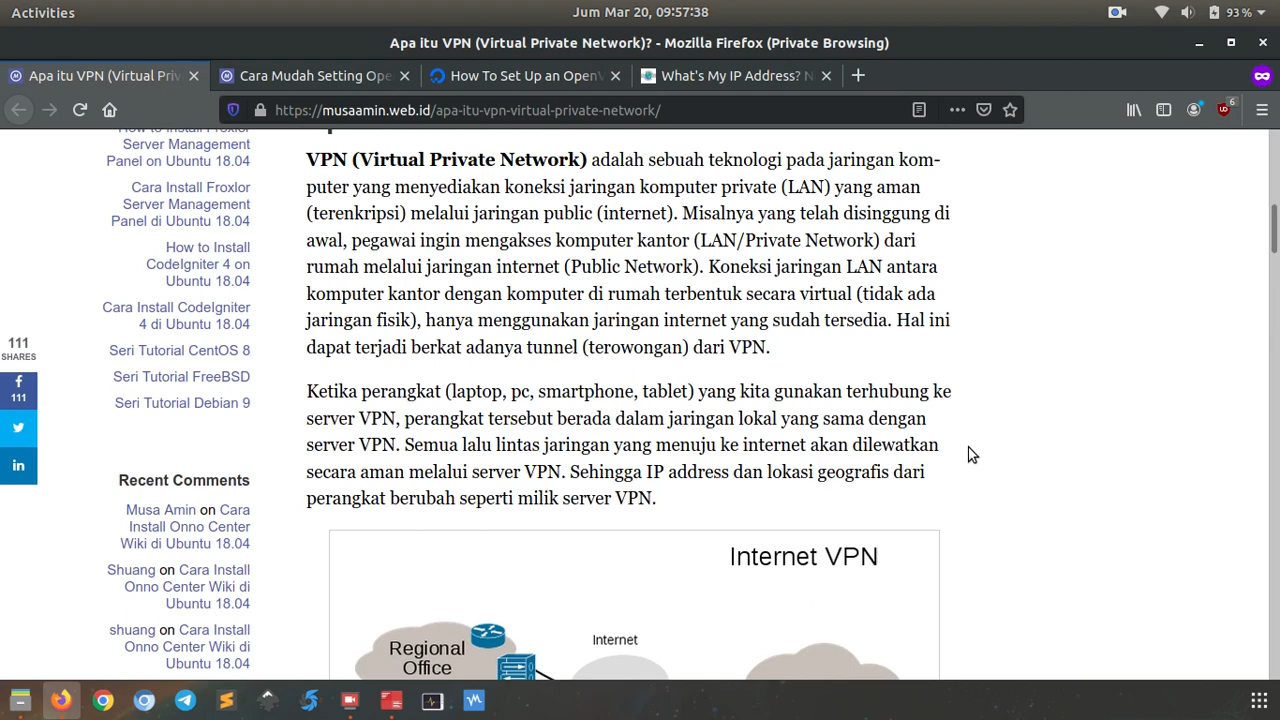 Activities
Jum Mar 20, 09:57:38
93 %
Apa itu VPN (Virtual Private Network)? - Mozilla Firefox (Private Browsing)
Apa itu VPN (Virtual Priv
Cara Mudah Setting Ope
How To Set Up an OpenV
What's My IP Address? N
https://musaamin.web.id/apa-itu-vpn-virtual-private-network/
6
How to Install Froxlor
Server Management
Panel on Ubuntu 18.04
Cara Install Froxlor
Server Management
Panel di Ubuntu 18.04
How to Install
CodeIgniter 4 on
Ubuntu 18.04
Cara Install CodeIgniter
4 di Ubuntu 18.04
Seri Tutorial CentOS 8
Seri Tutorial FreeBSD
Seri Tutorial Debian 9
Recent Comments
Musa Amin on Cara
Install Onno Center
Wiki di Ubuntu 18.04
Shuang on Cara Install
Onno Center Wiki di
Ubuntu 18.04
shuang on Cara Install
Onno Center Wiki di
Ubuntu 18.04
111
SHARES
111
VPN (Virtual Private Network) adalah sebuah teknologi pada jaringan kom-
puter yang menyediakan koneksi jaringan komputer private (LAN) yang aman
(terenkripsi) melalui jaringan public (internet). Misalnya yang telah disinggung di
awal, pegawai ingin mengakses komputer kantor (LAN/Private Network) dari
rumah melalui jaringan internet (Public Network). Koneksi jaringan LAN antara
komputer kantor dengan komputer di rumah terbentuk secara virtual (tidak ada
jaringan fisik), hanya menggunakan jaringan internet yang sudah tersedia. Hal ini
dapat terjadi berkat adanya tunnel (terowongan) dari VPN.
Ketika perangkat (laptop, pc, smartphone, tablet) yang kita gunakan terhubung ke
server VPN, perangkat tersebut berada dalam jaringan lokal yang sama dengan
server VPN. Semua lalu lintas jaringan yang menuju ke internet akan dilewatkan
secara aman melalui server VPN. Sehingga IP address dan lokasi geografis dari
perangkat berubah seperti milik server VPN.
Internet VPN
Internet
Regional
Office